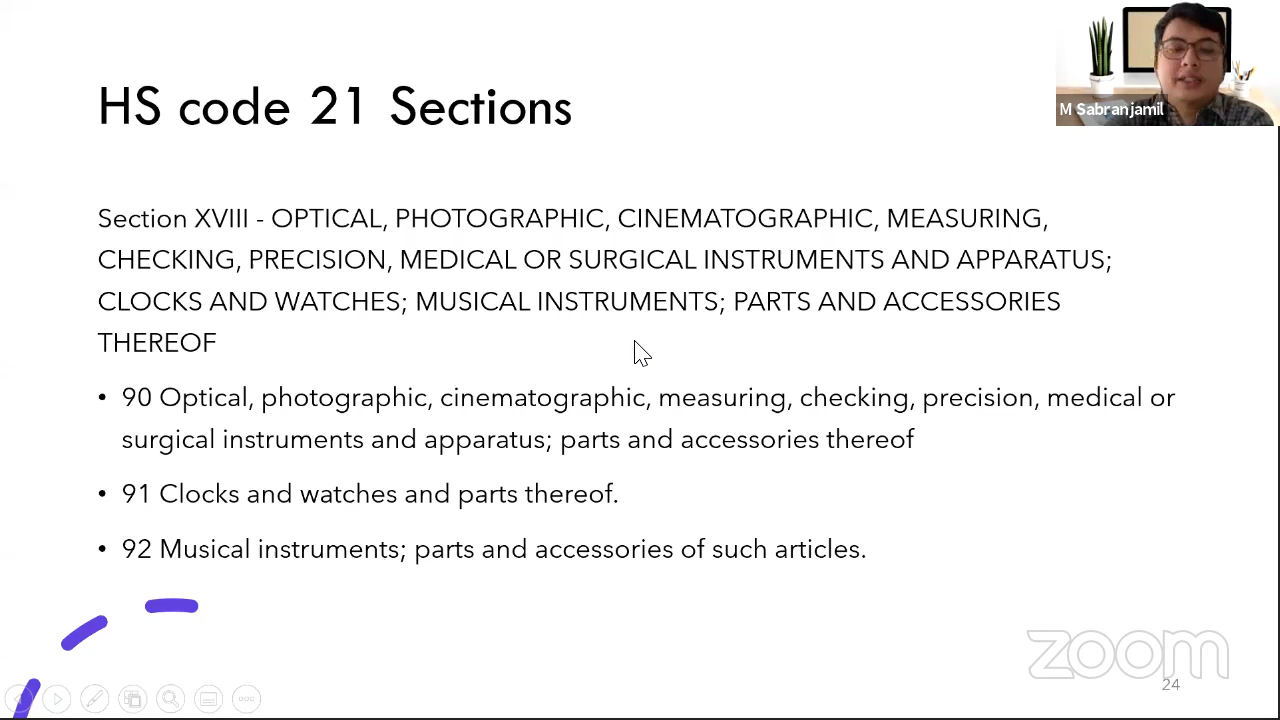 M Sabranjamil
HS code 21 Sections
Section XVIII - OPTICAL, PHOTOGRAPHIC, CINEMATOGRAPHIC, MEASURING,
CHECKING, PRECISION, MEDICAL OR SURGICAL INSTRUMENTS AND APPARATUS;
CLOCKS AND WATCHES; MUSICAL INSTRUMENTS; PARTS AND ACCESSORIES
THEREOF
• 90 Optical, photographic, cinematographic, measuring, checking, precision, medical or
surgical instruments and apparatus; parts and accessories thereof
• 91 Clocks and watches and parts thereof.
• 92 Musical instruments; parts and accessories of such articles.
zoom
24